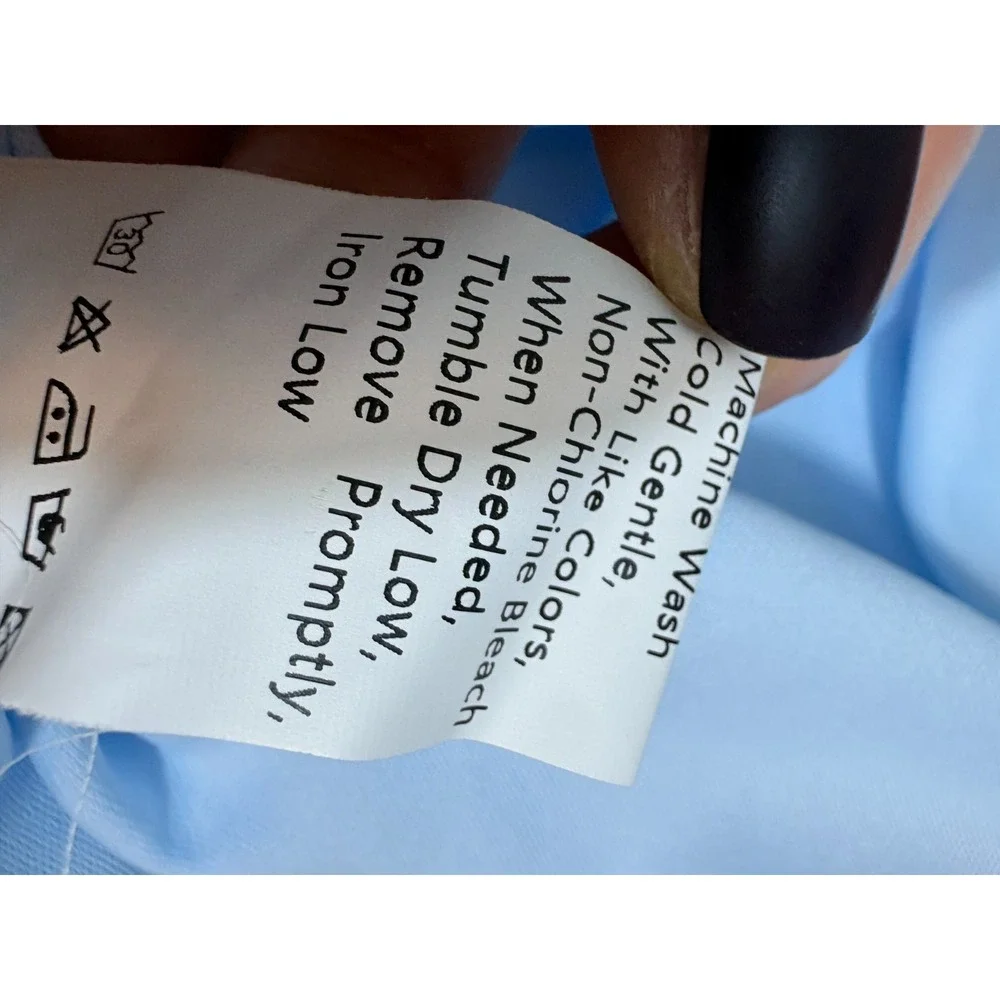 Machine Wash
Cold Gentle,
With Like Colors,
Non-Chlorine Bleach
When Needed,
Tumble Dry Low,
Remove Promptly,
Iron Low
30